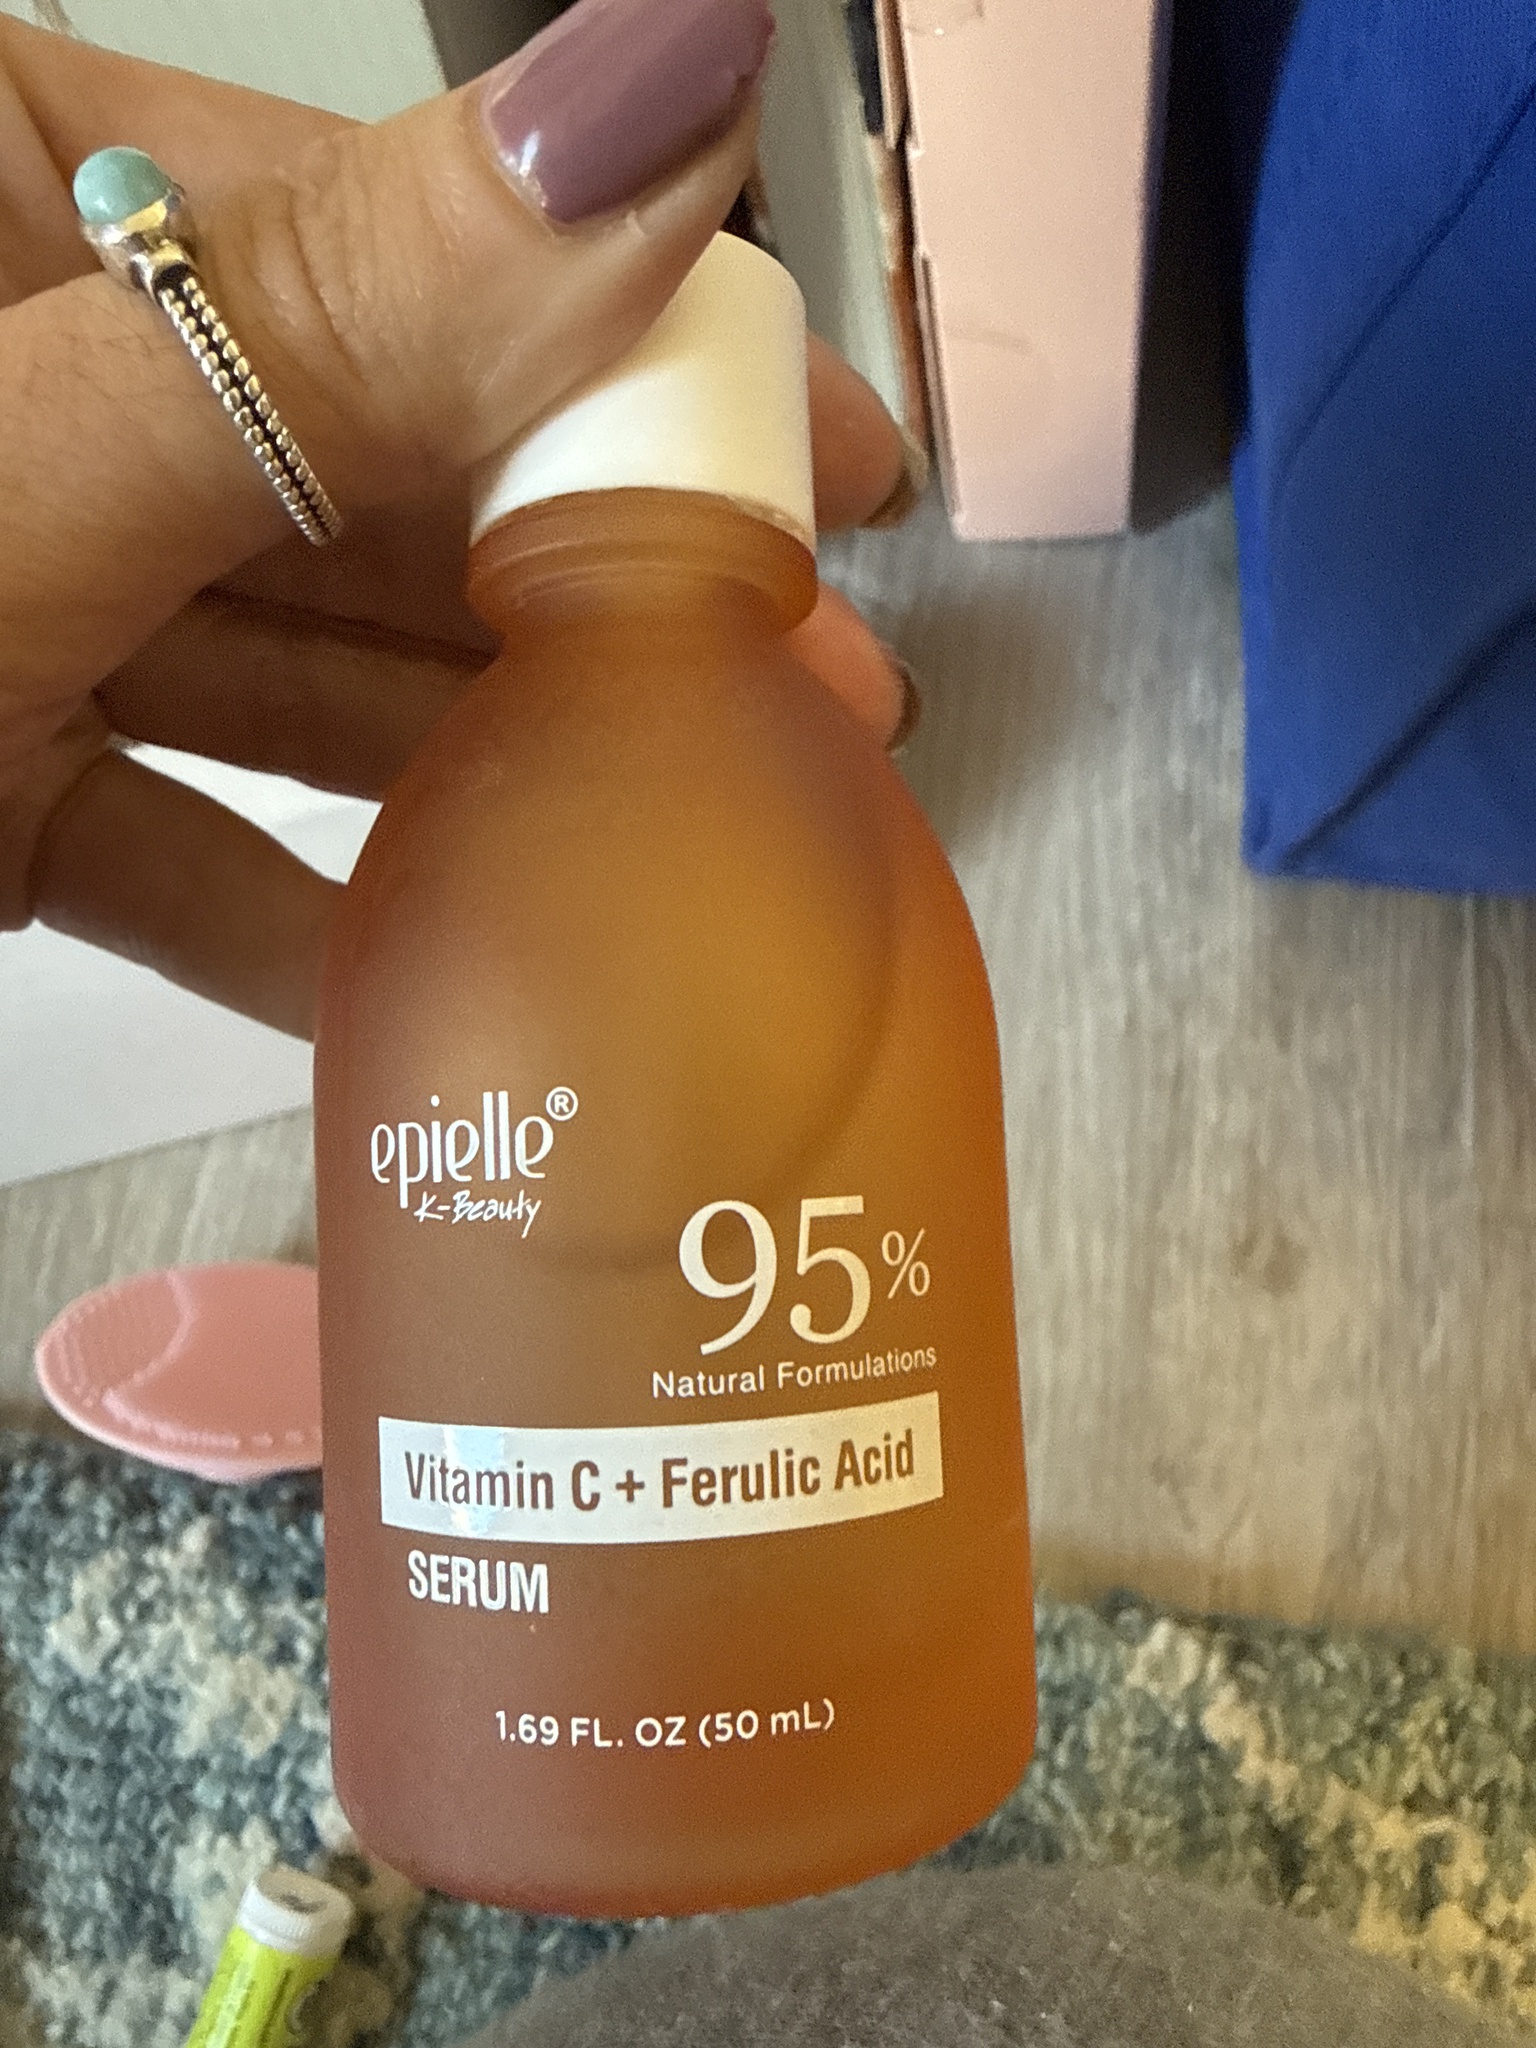 epielle®
K-Beauty
95%
Natural Formulations
Vitamin C + Ferulic Acid
SERUM
1.69 FL. OZ (50 mL)